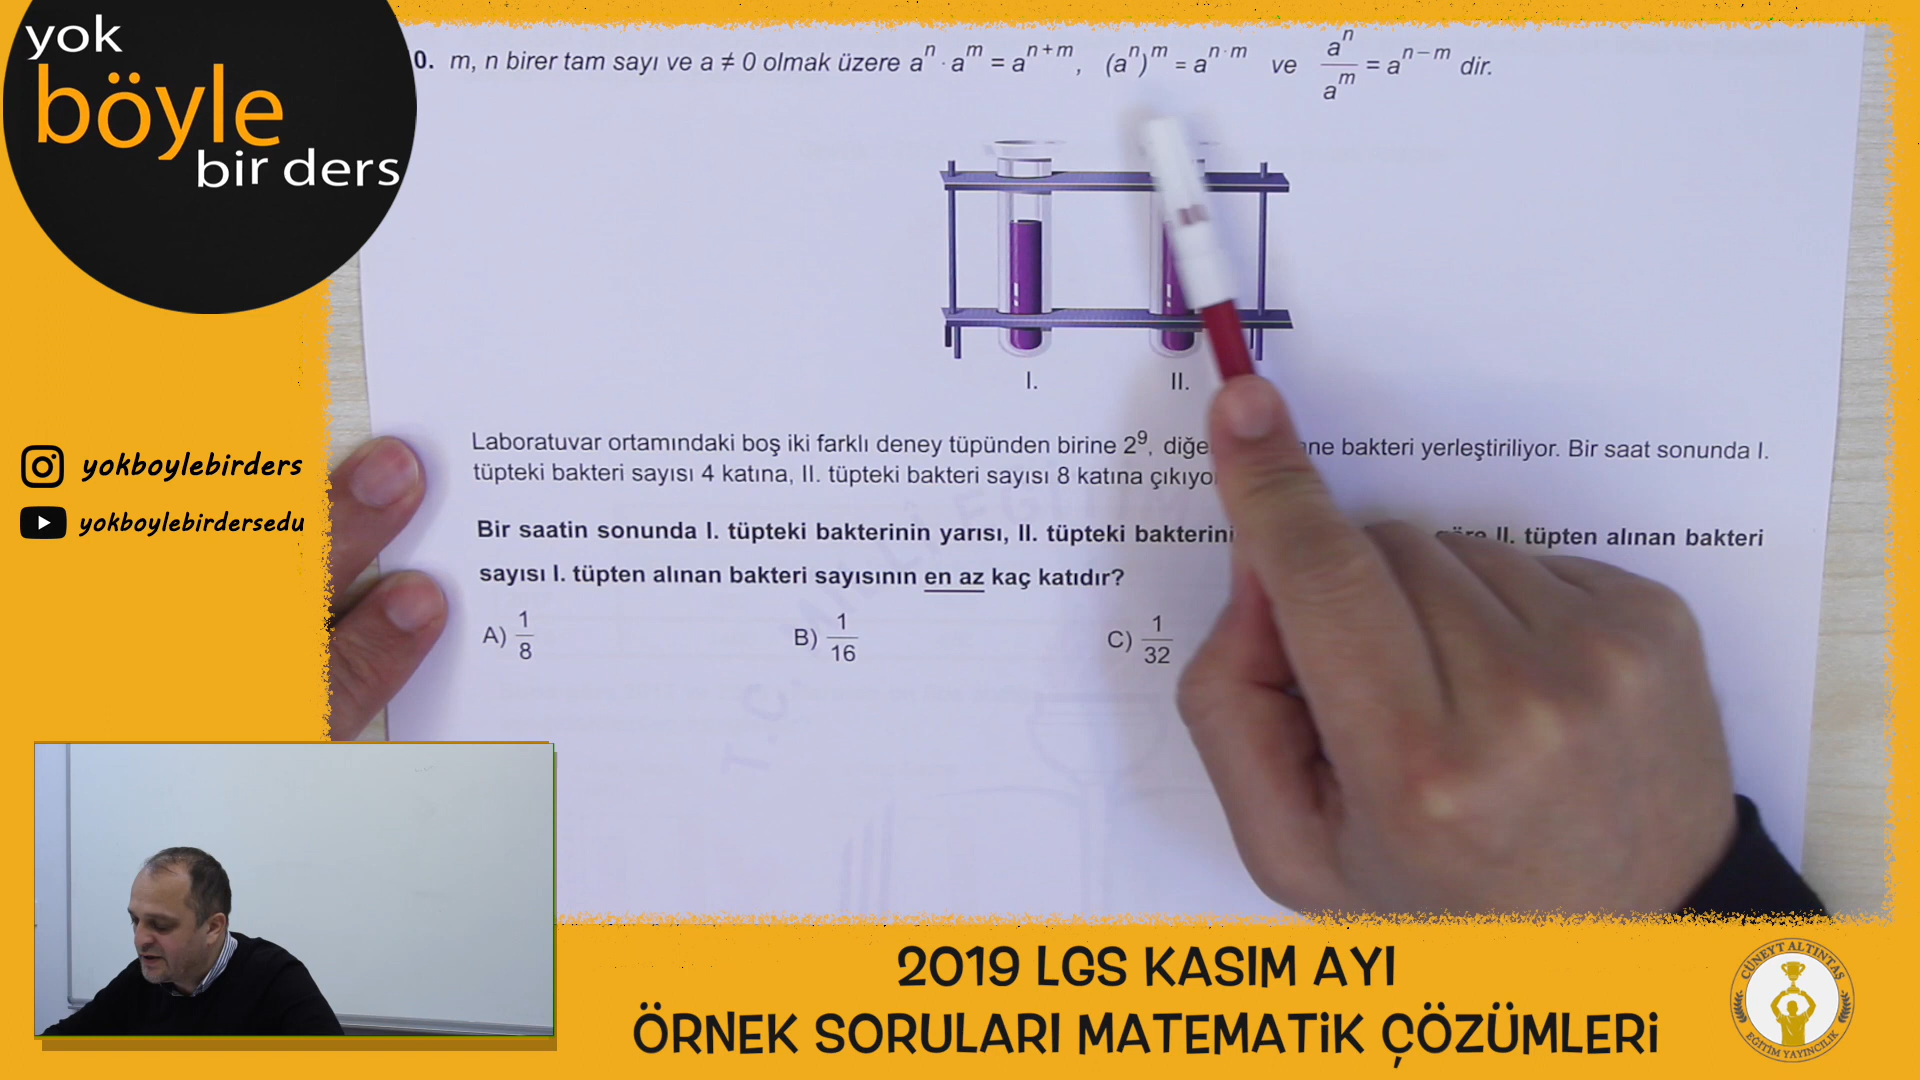 yok
böyle
bir ders
0. m, n birer tam sayı ve a ≠ 0 olmak üzere aⁿ · aᵐ = aⁿ⁺ᵐ, (aⁿ)ᵐ = aⁿ·ᵐ ve aⁿ/aᵐ = aⁿ⁻ᵐ dir.
I. II.
Laboratuvar ortamındaki boş iki farklı deney tüpünden birine 2⁹, bakteri yerleştiriliyor. Bir saat sonunda I.
tüpteki bakteri sayısı 4 katına, II. tüpteki bakteri sayısı 8 katına
Bir saatin sonunda I. tüpteki bakterinin yarısı, II. tüpteki II. tüpten alınan bakteri
sayısı I. tüpten alınan bakteri sayısının en az kaç katıdır?
A) 1/8 B) 1/16 C) 1/32
T.C. MİLLÎ EĞİTİM
yokboylebirders
yokboylebirdersedu
2019 LGS KASIM AYI
ÖRNEK SORULARI MATEMATİK ÇÖZÜMLERİ
CÜNEYT ALTINTAŞ
EĞİTİM YAYINCILIK